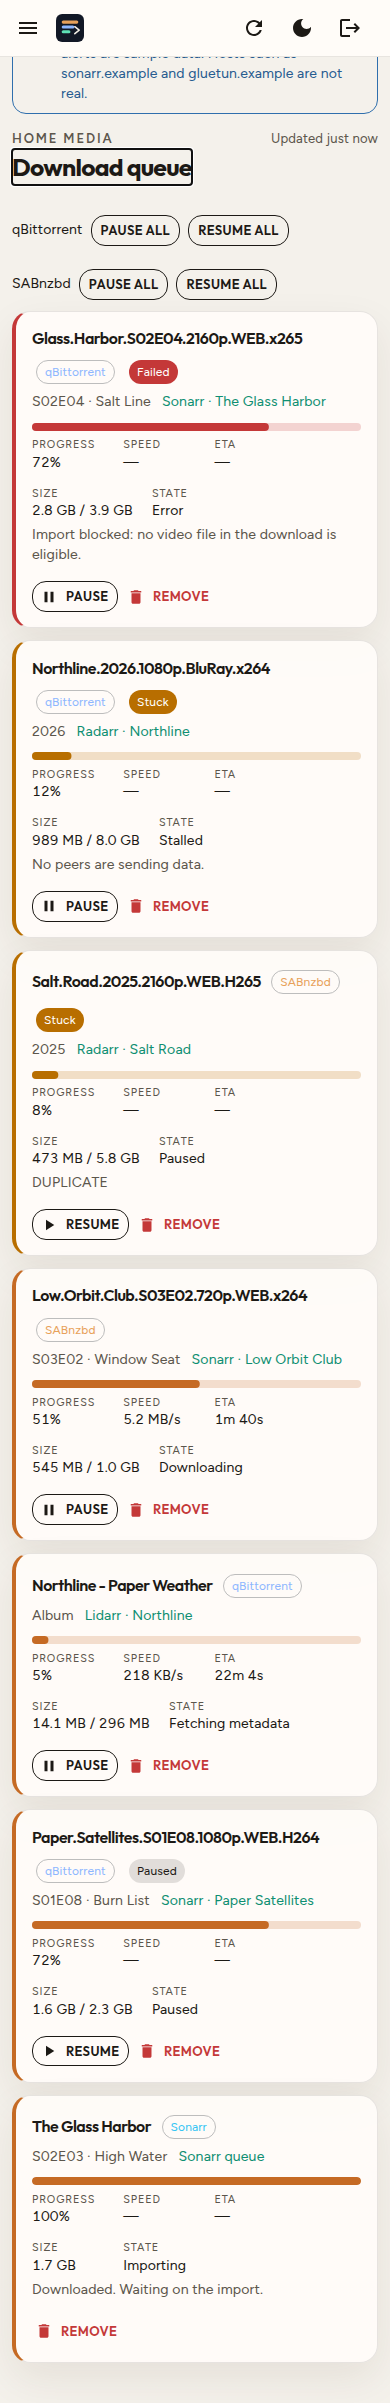 alerts are sample data. Hosts such as
sonarr.example and gluetun.example are not
real.
HOME MEDIA
Updated just now
Download queue
qBittorrent PAUSE ALL RESUME ALL
SABnzbd PAUSE ALL RESUME ALL
Glass.Harbor.S02E04.2160p.WEB.x265
qBittorrent Failed
S02E04 · Salt Line Sonarr · The Glass Harbor
PROGRESS SPEED ETA
72% — —
SIZE STATE
2.8 GB / 3.9 GB Error
Import blocked: no video file in the download is
eligible.
PAUSE REMOVE
Northline.2026.1080p.BluRay.x264
qBittorrent Stuck
2026 Radarr · Northline
PROGRESS SPEED ETA
12% — —
SIZE STATE
989 MB / 8.0 GB Stalled
No peers are sending data.
PAUSE REMOVE
Salt.Road.2025.2160p.WEB.H265 SABnzbd
Stuck
2025 Radarr · Salt Road
PROGRESS SPEED ETA
8% — —
SIZE STATE
473 MB / 5.8 GB Paused
DUPLICATE
RESUME REMOVE
Low.Orbit.Club.S03E02.720p.WEB.x264
SABnzbd
S03E02 · Window Seat Sonarr · Low Orbit Club
PROGRESS SPEED ETA
51% 5.2 MB/s 1m 40s
SIZE STATE
545 MB / 1.0 GB Downloading
PAUSE REMOVE
Northline - Paper Weather qBittorrent
Album Lidarr · Northline
PROGRESS SPEED ETA
5% 218 KB/s 22m 4s
SIZE STATE
14.1 MB / 296 MB Fetching metadata
PAUSE REMOVE
Paper.Satellites.S01E08.1080p.WEB.H264
qBittorrent Paused
S01E08 · Burn List Sonarr · Paper Satellites
PROGRESS SPEED ETA
72% — —
SIZE STATE
1.6 GB / 2.3 GB Paused
RESUME REMOVE
The Glass Harbor Sonarr
S02E03 · High Water Sonarr queue
PROGRESS SPEED ETA
100% — —
SIZE STATE
1.7 GB Importing
Downloaded. Waiting on the import.
REMOVE